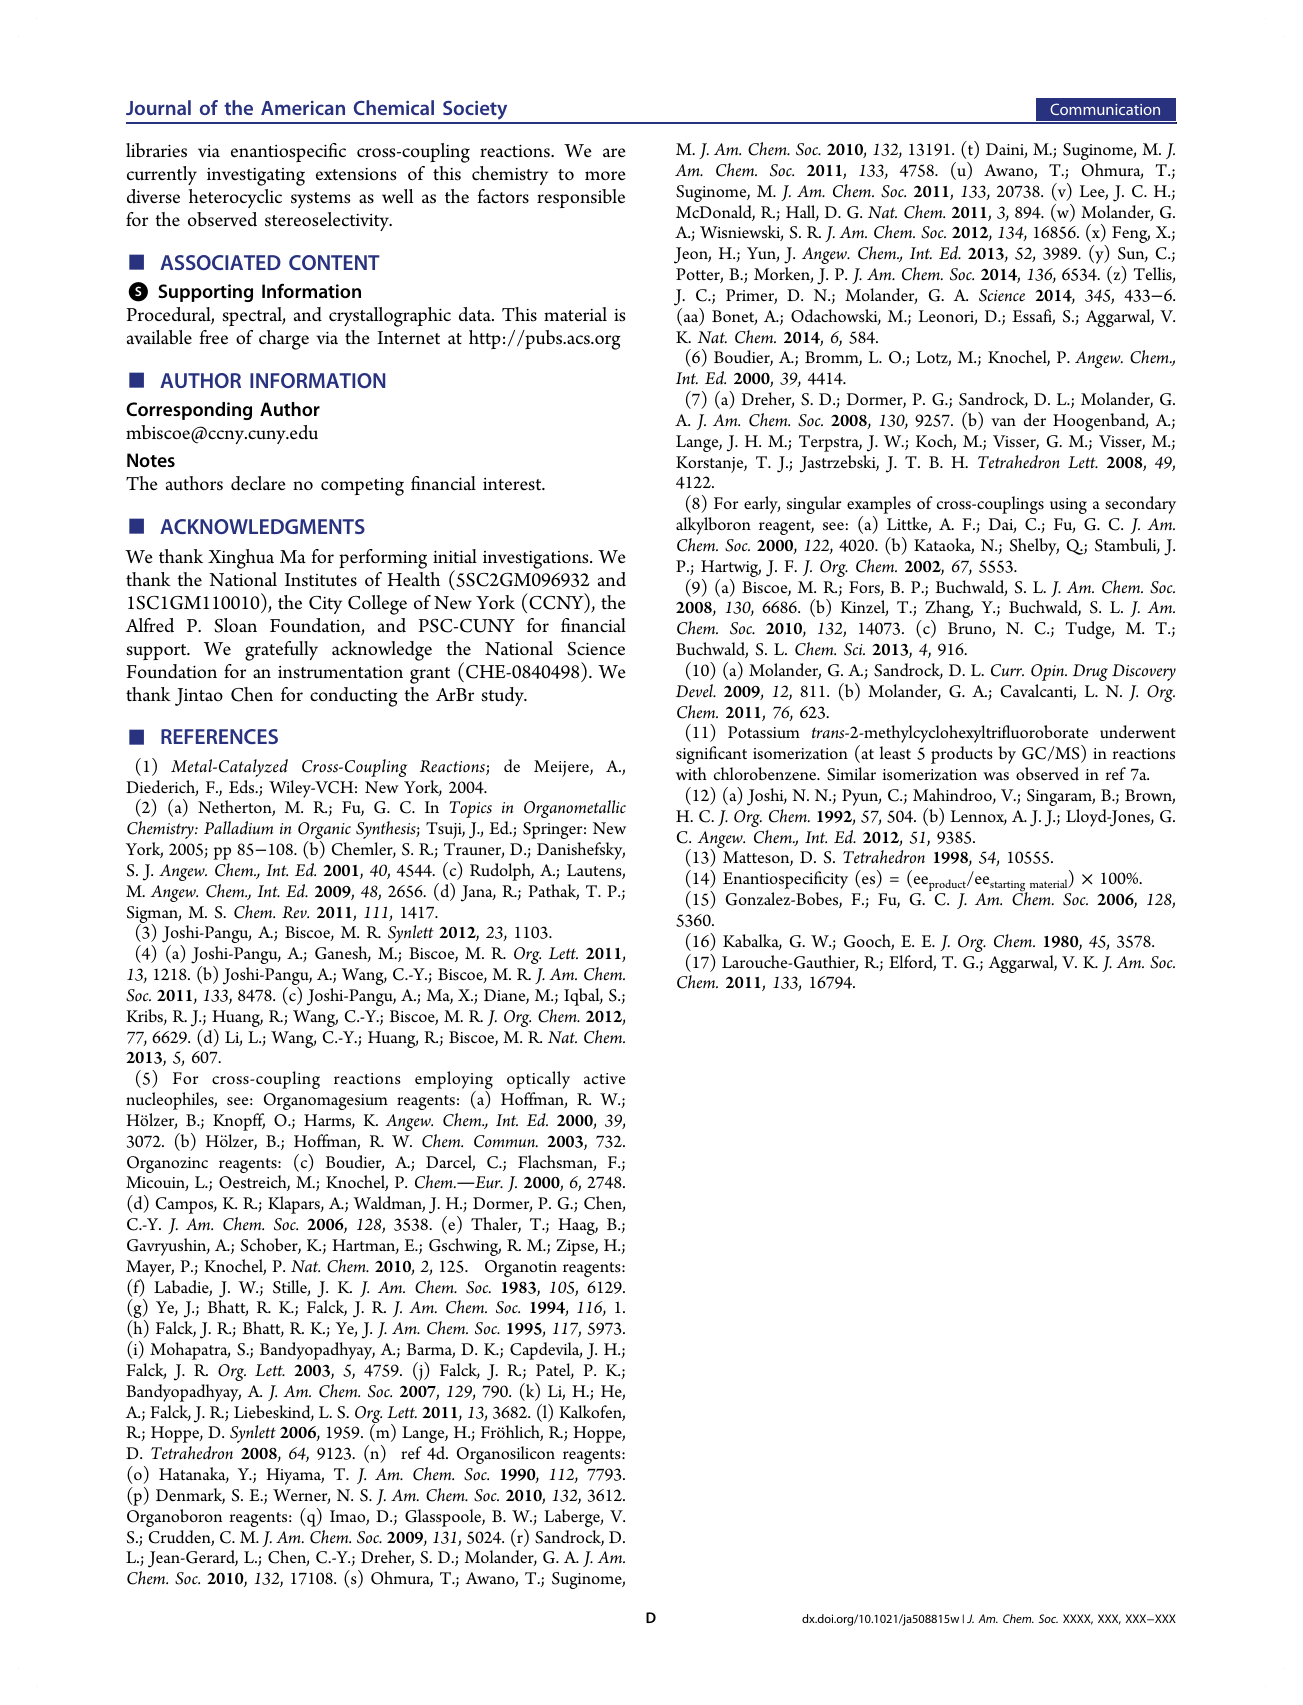 Journal of the American Chemical Society
Communication
libraries via enantiospecific cross-coupling reactions. We are
currently investigating extensions of this chemistry to more
diverse heterocyclic systems as well as the factors responsible
for the observed stereoselectivity.
■ ASSOCIATED CONTENT
S Supporting Information
Procedural, spectral, and crystallographic data. This material is
available free of charge via the Internet at http://pubs.acs.org
■ AUTHOR INFORMATION
Corresponding Author
mbiscoe@ccny.cuny.edu
Notes
The authors declare no competing financial interest.
■ ACKNOWLEDGMENTS
We thank Xinghua Ma for performing initial investigations. We
thank the National Institutes of Health (5SC2GM096932 and
1SC1GM110010), the City College of New York (CCNY), the
Alfred P. Sloan Foundation, and PSC-CUNY for financial
support. We gratefully acknowledge the National Science
Foundation for an instrumentation grant (CHE-0840498). We
thank Jintao Chen for conducting the ArBr study.
■ REFERENCES
(1) Metal-Catalyzed Cross-Coupling Reactions; de Meijere, A.,
Diederich, F., Eds.; Wiley-VCH: New York, 2004.
(2) (a) Netherton, M. R.; Fu, G. C. In Topics in Organometallic
Chemistry: Palladium in Organic Synthesis; Tsuji, J., Ed.; Springer: New
York, 2005; pp 85−108. (b) Chemler, S. R.; Trauner, D.; Danishefsky,
S. J. Angew. Chem., Int. Ed. 2001, 40, 4544. (c) Rudolph, A.; Lautens,
M. Angew. Chem., Int. Ed. 2009, 48, 2656. (d) Jana, R.; Pathak, T. P.;
Sigman, M. S. Chem. Rev. 2011, 111, 1417.
(3) Joshi-Pangu, A.; Biscoe, M. R. Synlett 2012, 23, 1103.
(4) (a) Joshi-Pangu, A.; Ganesh, M.; Biscoe, M. R. Org. Lett. 2011,
13, 1218. (b) Joshi-Pangu, A.; Wang, C.-Y.; Biscoe, M. R. J. Am. Chem.
Soc. 2011, 133, 8478. (c) Joshi-Pangu, A.; Ma, X.; Diane, M.; Iqbal, S.;
Kribs, R. J.; Huang, R.; Wang, C.-Y.; Biscoe, M. R. J. Org. Chem. 2012,
77, 6629. (d) Li, L.; Wang, C.-Y.; Huang, R.; Biscoe, M. R. Nat. Chem.
2013, 5, 607.
(5) For cross-coupling reactions employing optically active
nucleophiles, see: Organomagesium reagents: (a) Hoffman, R. W.;
Hölzer, B.; Knopff, O.; Harms, K. Angew. Chem., Int. Ed. 2000, 39,
3072. (b) Hölzer, B.; Hoffman, R. W. Chem. Commun. 2003, 732.
Organozinc reagents: (c) Boudier, A.; Darcel, C.; Flachsman, F.;
Micouin, L.; Oestreich, M.; Knochel, P. Chem.—Eur. J. 2000, 6, 2748.
(d) Campos, K. R.; Klapars, A.; Waldman, J. H.; Dormer, P. G.; Chen,
C.-Y. J. Am. Chem. Soc. 2006, 128, 3538. (e) Thaler, T.; Haag, B.;
Gavryushin, A.; Schober, K.; Hartman, E.; Gschwing, R. M.; Zipse, H.;
Mayer, P.; Knochel, P. Nat. Chem. 2010, 2, 125. Organotin reagents:
(f) Labadie, J. W.; Stille, J. K. J. Am. Chem. Soc. 1983, 105, 6129.
(g) Ye, J.; Bhatt, R. K.; Falck, J. R. J. Am. Chem. Soc. 1994, 116, 1.
(h) Falck, J. R.; Bhatt, R. K.; Ye, J. J. Am. Chem. Soc. 1995, 117, 5973.
(i) Mohapatra, S.; Bandyopadhyay, A.; Barma, D. K.; Capdevila, J. H.;
Falck, J. R. Org. Lett. 2003, 5, 4759. (j) Falck, J. R.; Patel, P. K.;
Bandyopadhyay, A. J. Am. Chem. Soc. 2007, 129, 790. (k) Li, H.; He,
A.; Falck, J. R.; Liebeskind, L. S. Org. Lett. 2011, 13, 3682. (l) Kalkofen,
R.; Hoppe, D. Synlett 2006, 1959. (m) Lange, H.; Fröhlich, R.; Hoppe,
D. Tetrahedron 2008, 64, 9123. (n) ref 4d. Organosilicon reagents:
(o) Hatanaka, Y.; Hiyama, T. J. Am. Chem. Soc. 1990, 112, 7793.
(p) Denmark, S. E.; Werner, N. S. J. Am. Chem. Soc. 2010, 132, 3612.
Organoboron reagents: (q) Imao, D.; Glasspoole, B. W.; Laberge, V.
S.; Crudden, C. M. J. Am. Chem. Soc. 2009, 131, 5024. (r) Sandrock, D.
L.; Jean-Gerard, L.; Chen, C.-Y.; Dreher, S. D.; Molander, G. A. J. Am.
Chem. Soc. 2010, 132, 17108. (s) Ohmura, T.; Awano, T.; Suginome,
M. J. Am. Chem. Soc. 2010, 132, 13191. (t) Daini, M.; Suginome, M. J.
Am. Chem. Soc. 2011, 133, 4758. (u) Awano, T.; Ohmura, T.;
Suginome, M. J. Am. Chem. Soc. 2011, 133, 20738. (v) Lee, J. C. H.;
McDonald, R.; Hall, D. G. Nat. Chem. 2011, 3, 894. (w) Molander, G.
A.; Wisniewski, S. R. J. Am. Chem. Soc. 2012, 134, 16856. (x) Feng, X.;
Jeon, H.; Yun, J. Angew. Chem., Int. Ed. 2013, 52, 3989. (y) Sun, C.;
Potter, B.; Morken, J. P. J. Am. Chem. Soc. 2014, 136, 6534. (z) Tellis,
J. C.; Primer, D. N.; Molander, G. A. Science 2014, 345, 433−6.
(aa) Bonet, A.; Odachowski, M.; Leonori, D.; Essafi, S.; Aggarwal, V.
K. Nat. Chem. 2014, 6, 584.
(6) Boudier, A.; Bromm, L. O.; Lotz, M.; Knochel, P. Angew. Chem.,
Int. Ed. 2000, 39, 4414.
(7) (a) Dreher, S. D.; Dormer, P. G.; Sandrock, D. L.; Molander, G.
A. J. Am. Chem. Soc. 2008, 130, 9257. (b) van der Hoogenband, A.;
Lange, J. H. M.; Terpstra, J. W.; Koch, M.; Visser, G. M.; Visser, M.;
Korstanje, T. J.; Jastrzebski, J. T. B. H. Tetrahedron Lett. 2008, 49,
4122.
(8) For early, singular examples of cross-couplings using a secondary
alkylboron reagent, see: (a) Littke, A. F.; Dai, C.; Fu, G. C. J. Am.
Chem. Soc. 2000, 122, 4020. (b) Kataoka, N.; Shelby, Q.; Stambuli, J.
P.; Hartwig, J. F. J. Org. Chem. 2002, 67, 5553.
(9) (a) Biscoe, M. R.; Fors, B. P.; Buchwald, S. L. J. Am. Chem. Soc.
2008, 130, 6686. (b) Kinzel, T.; Zhang, Y.; Buchwald, S. L. J. Am.
Chem. Soc. 2010, 132, 14073. (c) Bruno, N. C.; Tudge, M. T.;
Buchwald, S. L. Chem. Sci. 2013, 4, 916.
(10) (a) Molander, G. A.; Sandrock, D. L. Curr. Opin. Drug Discovery
Devel. 2009, 12, 811. (b) Molander, G. A.; Cavalcanti, L. N. J. Org.
Chem. 2011, 76, 623.
(11) Potassium trans-2-methylcyclohexyltrifluoroborate underwent
significant isomerization (at least 5 products by GC/MS) in reactions
with chlorobenzene. Similar isomerization was observed in ref 7a.
(12) (a) Joshi, N. N.; Pyun, C.; Mahindroo, V.; Singaram, B.; Brown,
H. C. J. Org. Chem. 1992, 57, 504. (b) Lennox, A. J. J.; Lloyd-Jones, G.
C. Angew. Chem., Int. Ed. 2012, 51, 9385.
(13) Matteson, D. S. Tetrahedron 1998, 54, 10555.
(14) Enantiospecificity (es) = (ee_product/ee_starting material) × 100%.
(15) Gonzalez-Bobes, F.; Fu, G. C. J. Am. Chem. Soc. 2006, 128,
5360.
(16) Kabalka, G. W.; Gooch, E. E. J. Org. Chem. 1980, 45, 3578.
(17) Larouche-Gauthier, R.; Elford, T. G.; Aggarwal, V. K. J. Am. Soc.
Chem. 2011, 133, 16794.
D
dx.doi.org/10.1021/ja508815w | J. Am. Chem. Soc. XXXX, XXX, XXX−XXX